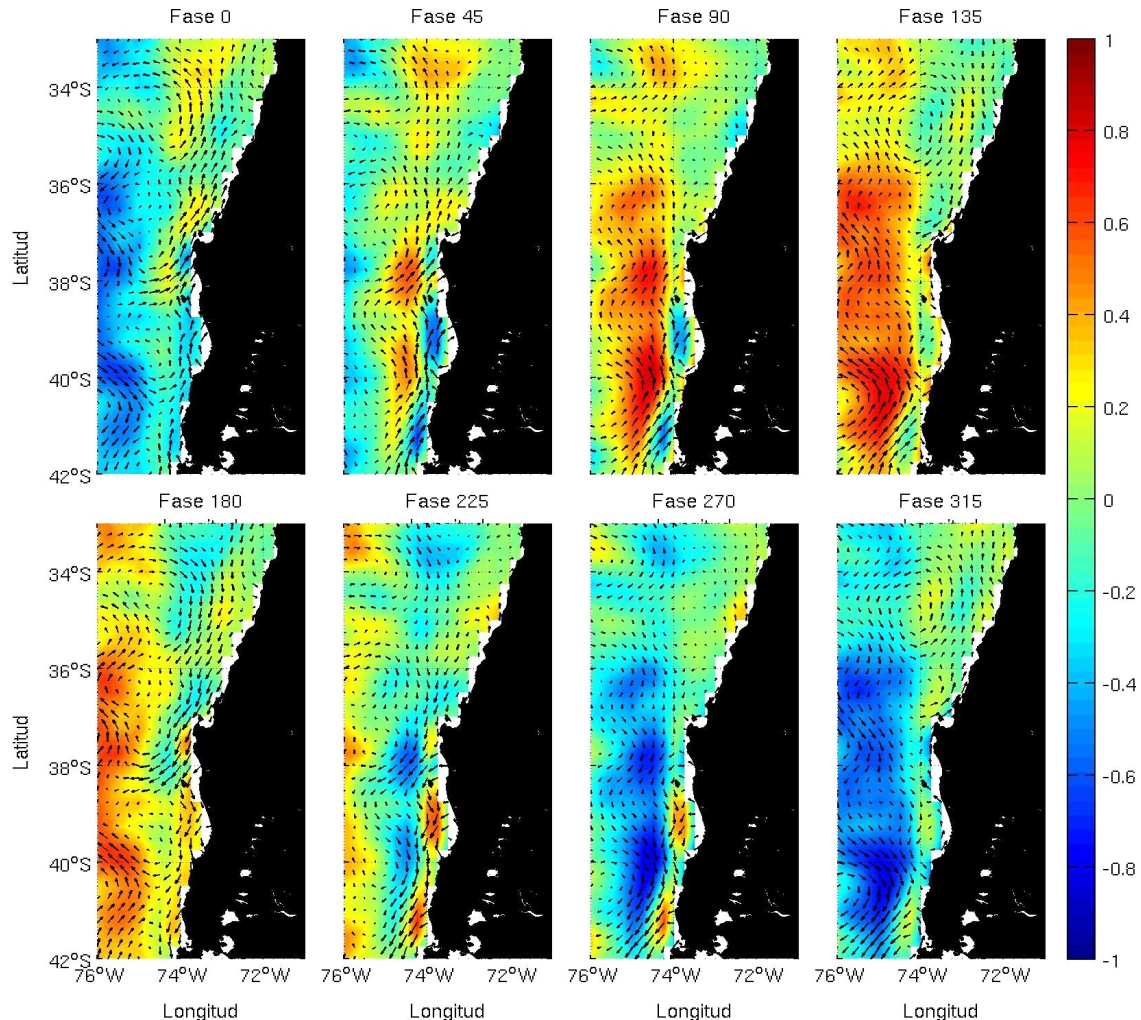 Fase 0
Fase 45
Fase 90
Fase 135
34°S
36°S
38°S
40°S
42°S
Latitud
1
0.8
0.6
0.4
0.2
0
-0.2
-0.4
-0.6
-0.8
-1
Fase 180
Fase 225
Fase 270
Fase 315
34°S
36°S
38°S
40°S
42°S
Latitud
76°W
74°W
72°W
76°W
74°W
72°W
76°W
74°W
72°W
76°W
74°W
72°W
Longitud
Longitud
Longitud
Longitud